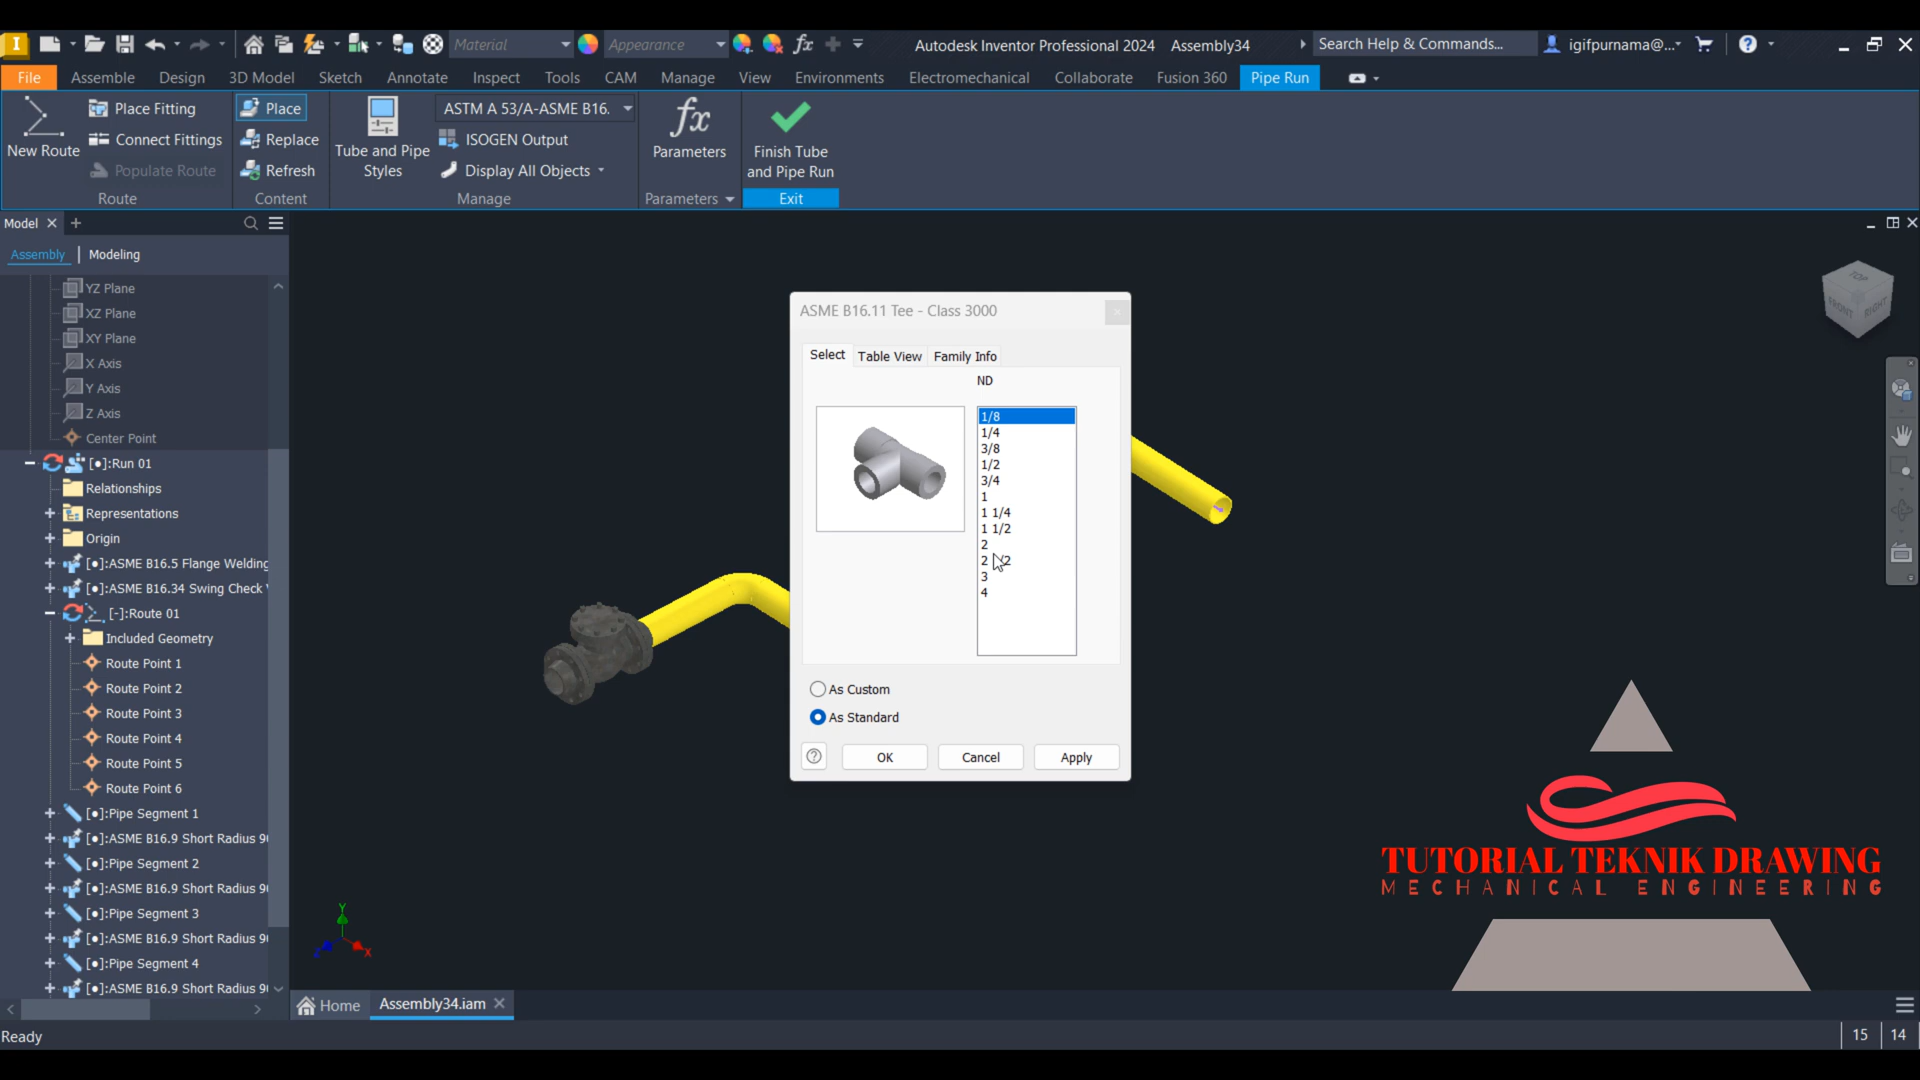 Material
Appearance
Autodesk Inventor Professional 2024 Assembly34
Search Help & Commands...
igifpurnama@...
File Assemble Design 3D Model Sketch Annotate Inspect Tools CAM Manage View Environments Electromechanical Collaborate Fusion 360 Pipe Run
New Route
Place Fitting
Connect Fittings
Populate Route
Route
Place
Replace
Refresh
Content
Tube and Pipe
Styles
ASTM A 53/A-ASME B16.
ISOGEN Output
Display All Objects
Manage
fx
Parameters
Parameters
Finish Tube
and Pipe Run
Exit
Model
Assembly | Modeling
YZ Plane
XZ Plane
XY Plane
X Axis
Y Axis
Z Axis
Center Point
[●]:Run 01
Relationships
Representations
Origin
[●]:ASME B16.5 Flange Welding
[●]:ASME B16.34 Swing Check
[-]:Route 01
Included Geometry
Route Point 1
Route Point 2
Route Point 3
Route Point 4
Route Point 5
Route Point 6
[●]:Pipe Segment 1
[●]:ASME B16.9 Short Radius 9
[●]:Pipe Segment 2
[●]:ASME B16.9 Short Radius 9
[●]:Pipe Segment 3
[●]:ASME B16.9 Short Radius 9
[●]:Pipe Segment 4
[●]:ASME B16.9 Short Radius 9
ASME B16.11 Tee - Class 3000
Select Table View Family Info
ND
1/8
1/4
3/8
1/2
3/4
1
1 1/4
1 1/2
2
3
4
As Custom
As Standard
OK Cancel Apply
TOP
FRONT RIGHT
Y
Z X
TUTORIAL TEKNIK DRAWING
MECHANICAL ENGINEERING
Home
Assembly34.iam
Ready
15 14